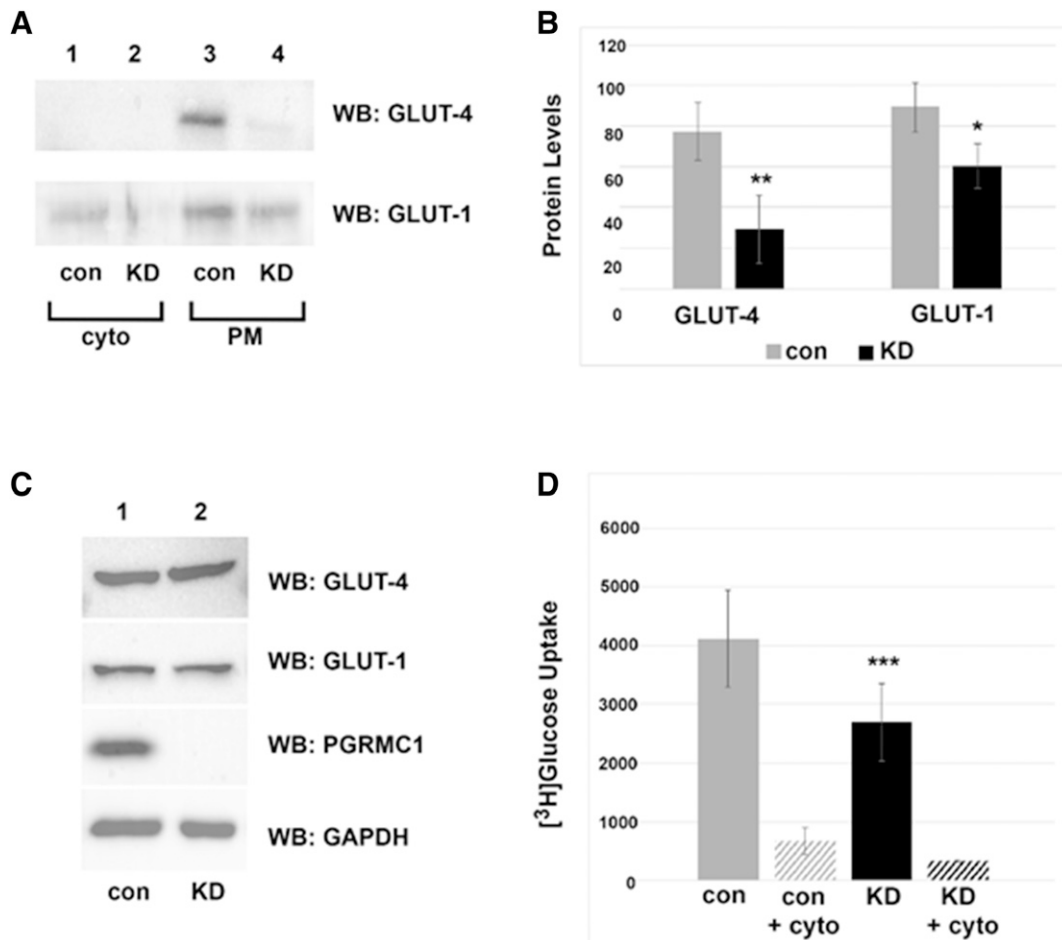 A
1 2 3 4
WB: GLUT-4
WB: GLUT-1
con KD con KD
cyto PM
B
Protein Levels
120
100
80
60
40
20
0
**
*
GLUT-4 GLUT-1
con KD
C
1 2
WB: GLUT-4
WB: GLUT-1
WB: PGRMC1
WB: GAPDH
con KD
D
[3H]Glucose Uptake
6000
5000
4000
3000
2000
1000
0
***
con con KD KD
+ cyto + cyto